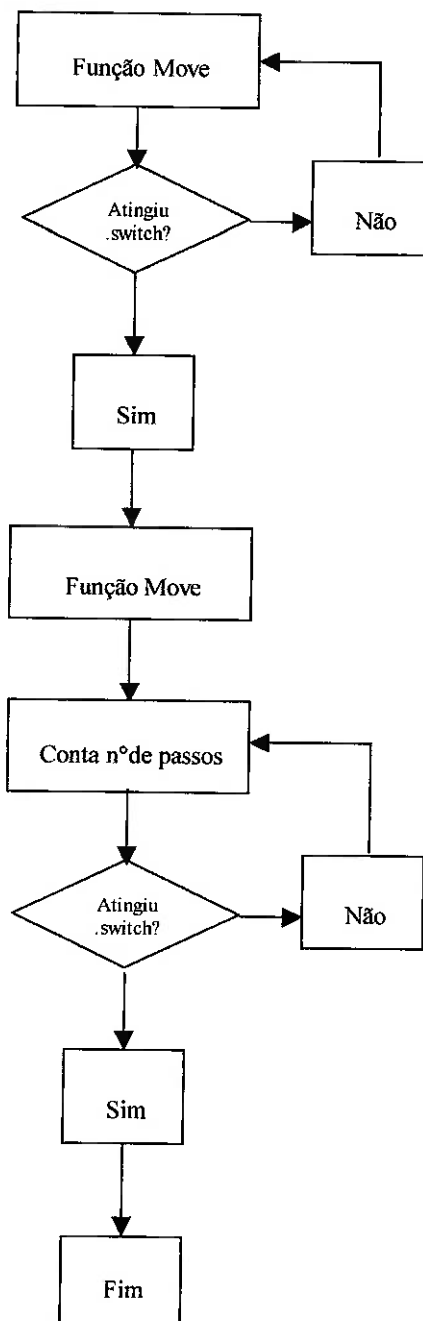 Função Move
Atingiu
.switch?
Não
Sim
Função Move
Conta n°de passos
Atingiu
.switch?
Não
Sim
Fim